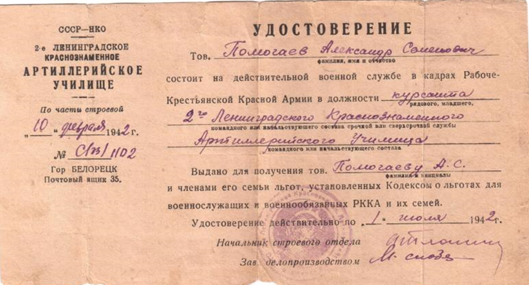 СССР—НКО
2-е ЛЕНИНГРАДСКОЕ
КРАСНОЗНАМЕННОЕ
АРТИЛЛЕРИЙСКОЕ
УЧИЛИЩЕ
По части строевой
„10" февраля 1942 г.
№ 1102
Гор БЕЛОРЕЦК
Почтовый ящик 35.
УДОСТОВЕРЕНИЕ
Тов. Помогаев Александр Семенович
фамилия, имя и отчество
состоит на действительной военной службе в кадрах Рабоче-
Крестьянской Красной Армии в должности курсанта
рядового, младшего,
2го Ленинградского Краснознаменного
командного или начальствующего состава срочной или сверхсрочной службы
Артиллерийского Училища
командного или начальствующего состава
Выдано для получения тов. Помогаеву А.С.
фамилия и инициалы
и членами его семьи льгот, установленных Кодексом о льготах для
военнослужащих и военнообязанных РККА и их семей.
Удостоверение действительно по 1. июля 1942 г.
Начальник строевого отдела
Зав. делопроизводством